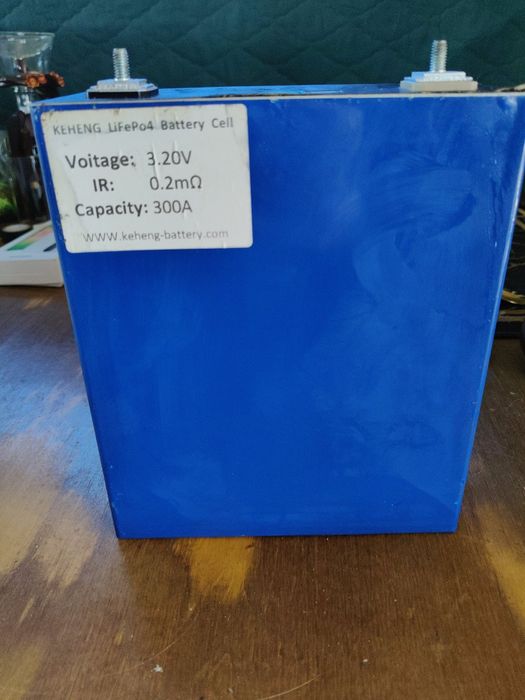 KEHENG LiFePo4 Battery Cell
Voitage: 3.20V
IR: 0.2mΩ
Capacity: 300A
WWW.keheng-battery.com